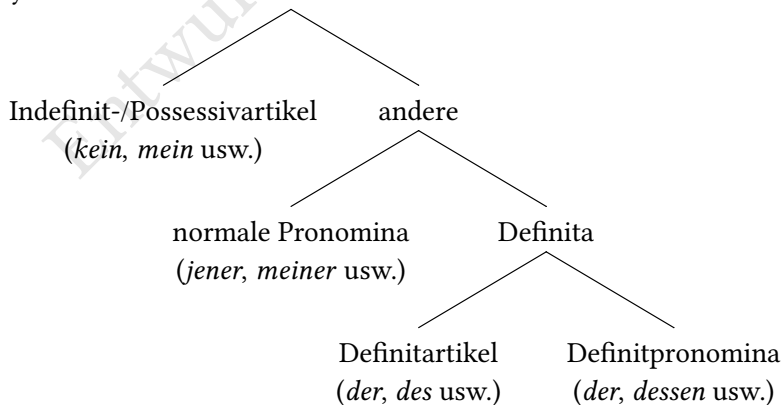 Entwur
Indefinit-/Possessivartikel andere
(kein, mein usw.)
normale Pronomina Definita
(jener, meiner usw.)
Definitartikel Definitpronomina
(der, des usw.) (der, dessen usw.)